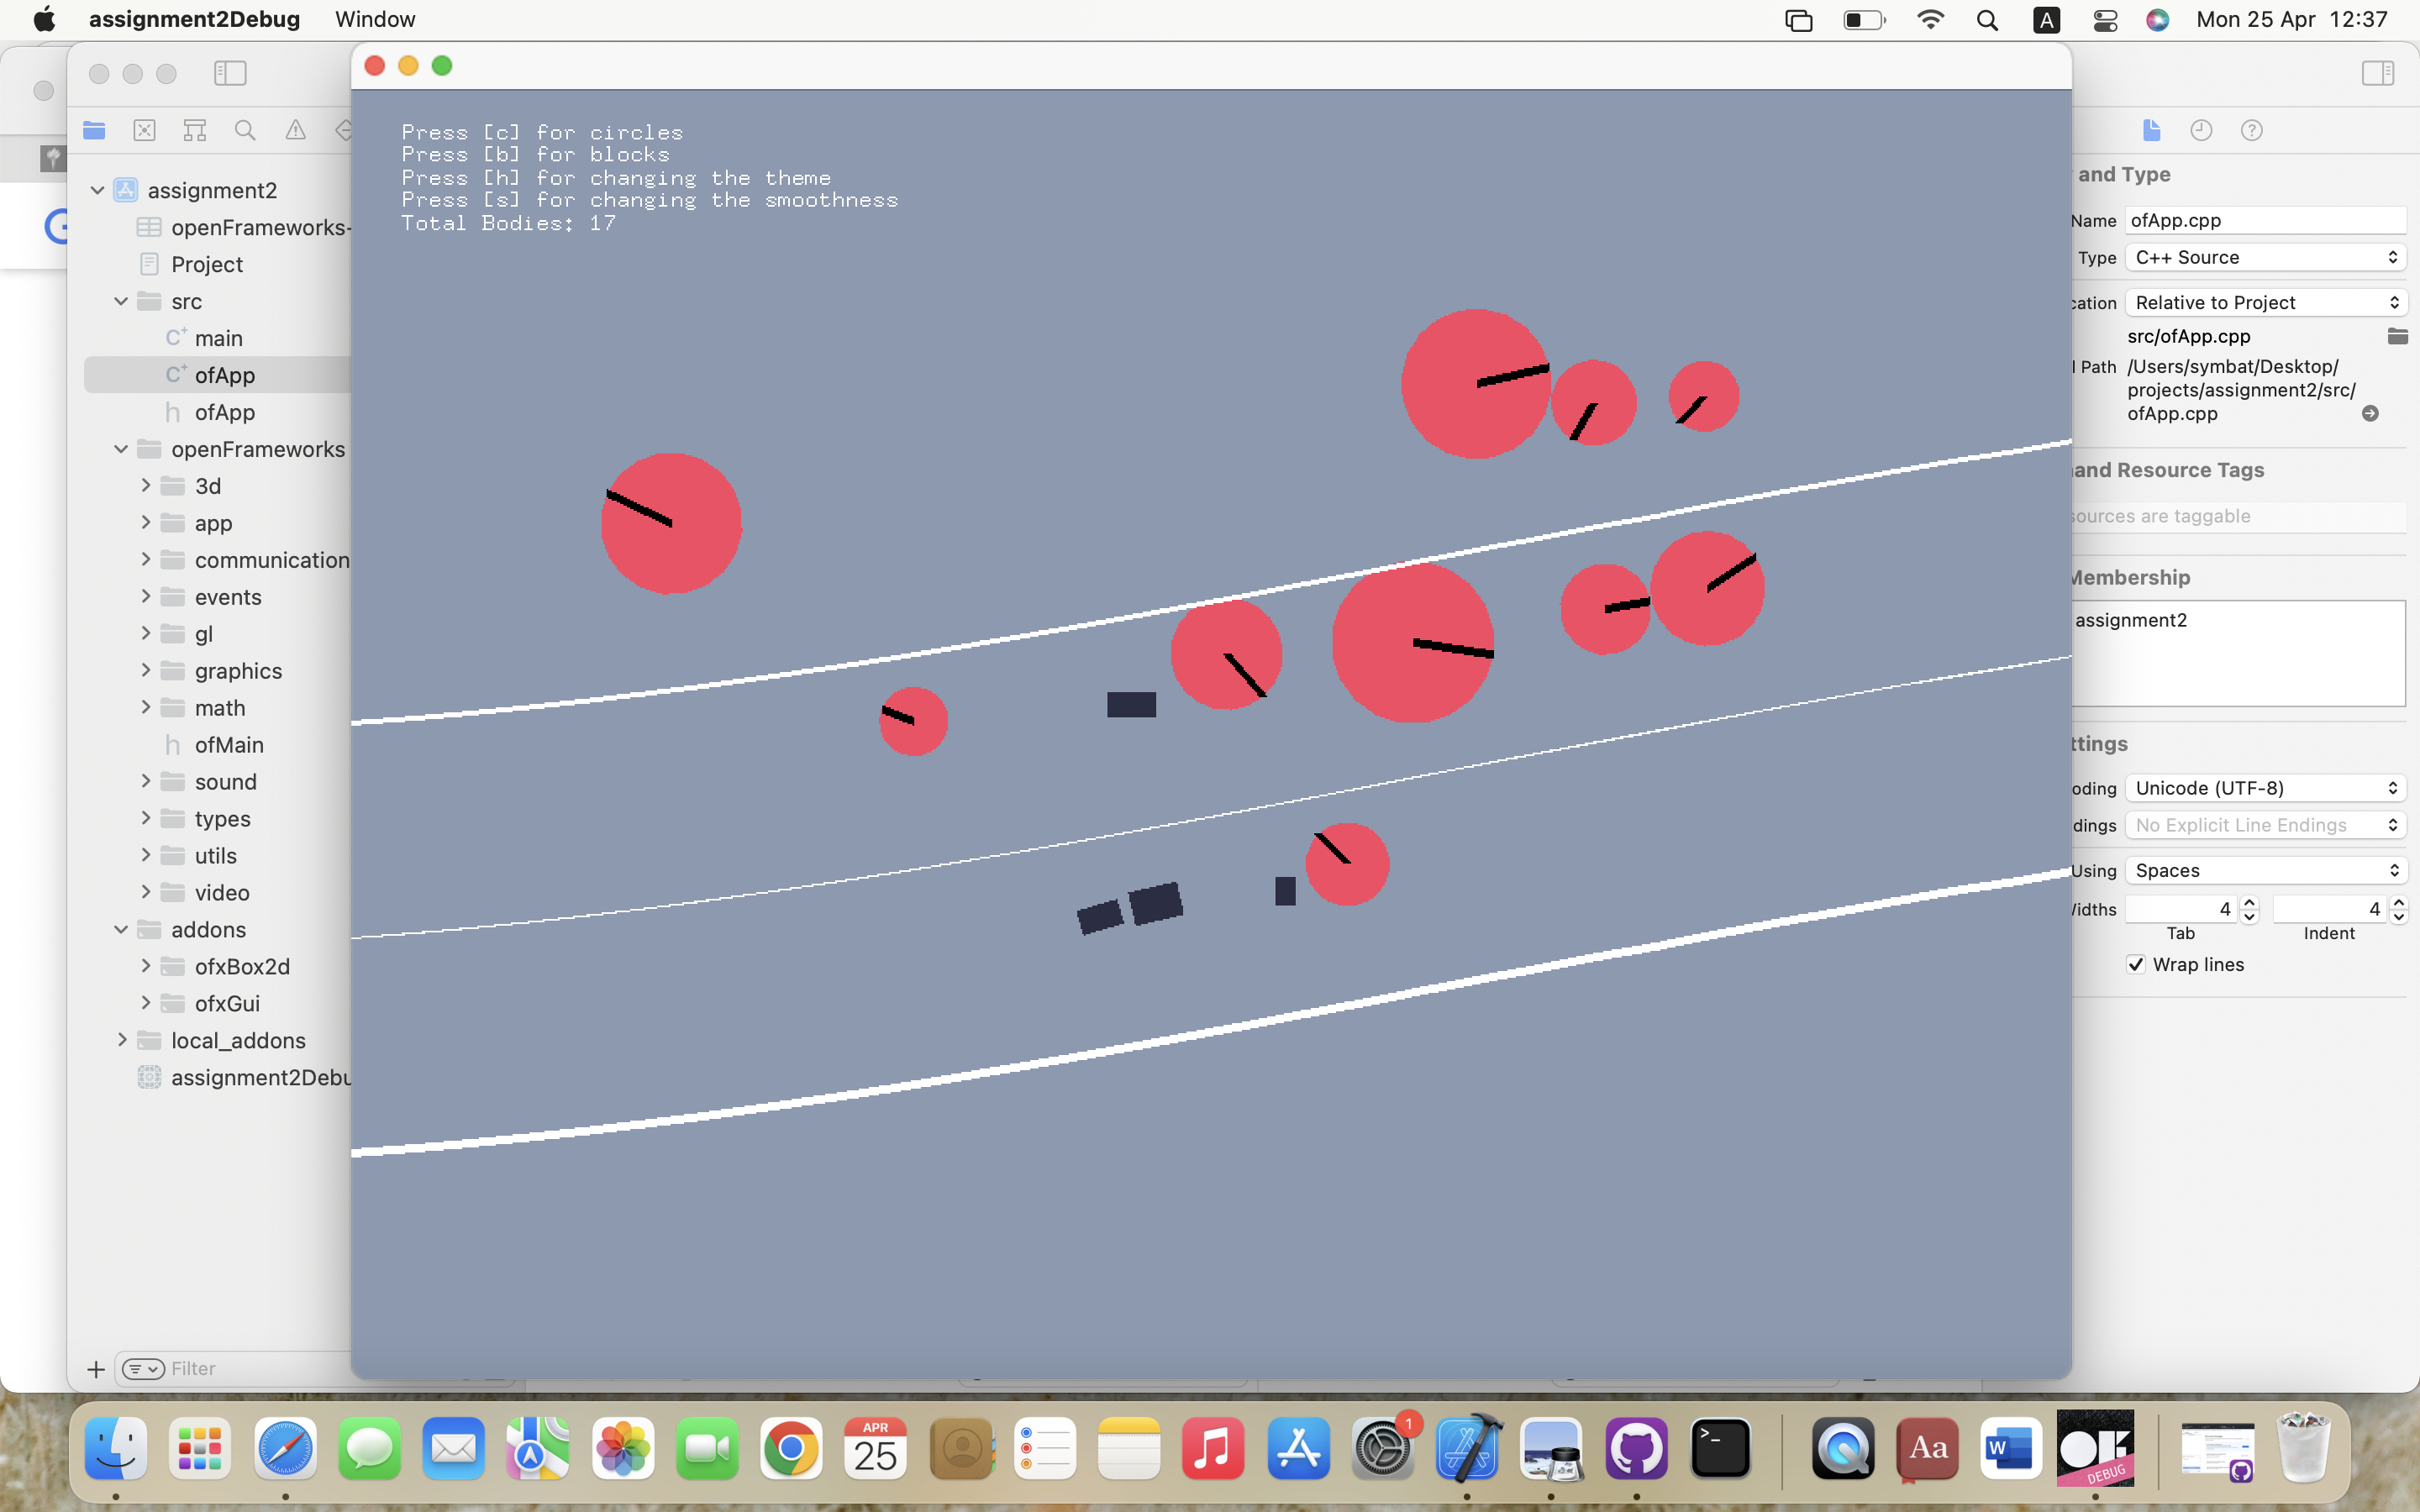 assignment2Debug Window A Mon 25 Apr 12:37
Press [c] for circles
Press [b] for blocks
Press [h] for changing the theme
Press [s] for changing the smoothness
Total Bodies: 17
assignment2
openFrameworks-
Project
src
main
ofApp
ofApp
openFrameworks
3d
app
communication
events
gl
graphics
math
ofMain
sound
types
utils
video
addons
ofxBox2d
ofxGui
local_addons
assignment2Debu
Filter
and Type
Name ofApp.cpp
Type C++ Source
cation Relative to Project
src/ofApp.cpp
l Path /Users/symbat/Desktop/
projects/assignment2/src/
ofApp.cpp
and Resource Tags
sources are taggable
Membership
assignment2
ttings
oding Unicode (UTF-8)
dings No Explicit Line Endings
Using Spaces
Vidths 4 4
Tab Indent
Wrap lines
APR
25
1
>_
Aa
W
DEBUG